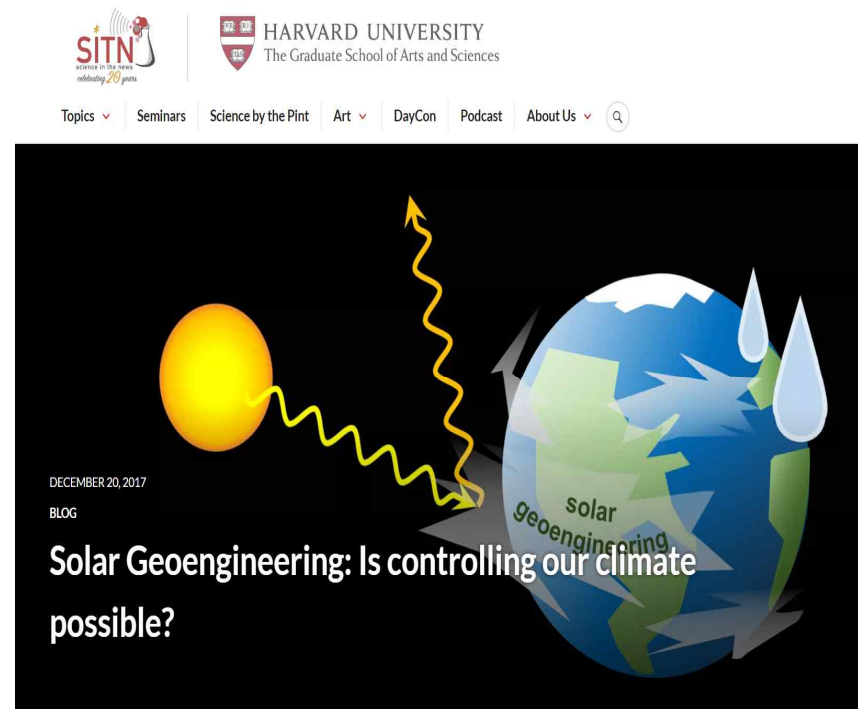 SITN
science in the news
celebrating 20 years
HARVARD UNIVERSITY
The Graduate School of Arts and Sciences
Topics
Seminars
Science by the Pint
Art
DayCon
Podcast
About Us
solar
geoengineering
DECEMBER 20, 2017
BLOG
Solar Geoengineering: Is controlling our climate
possible?